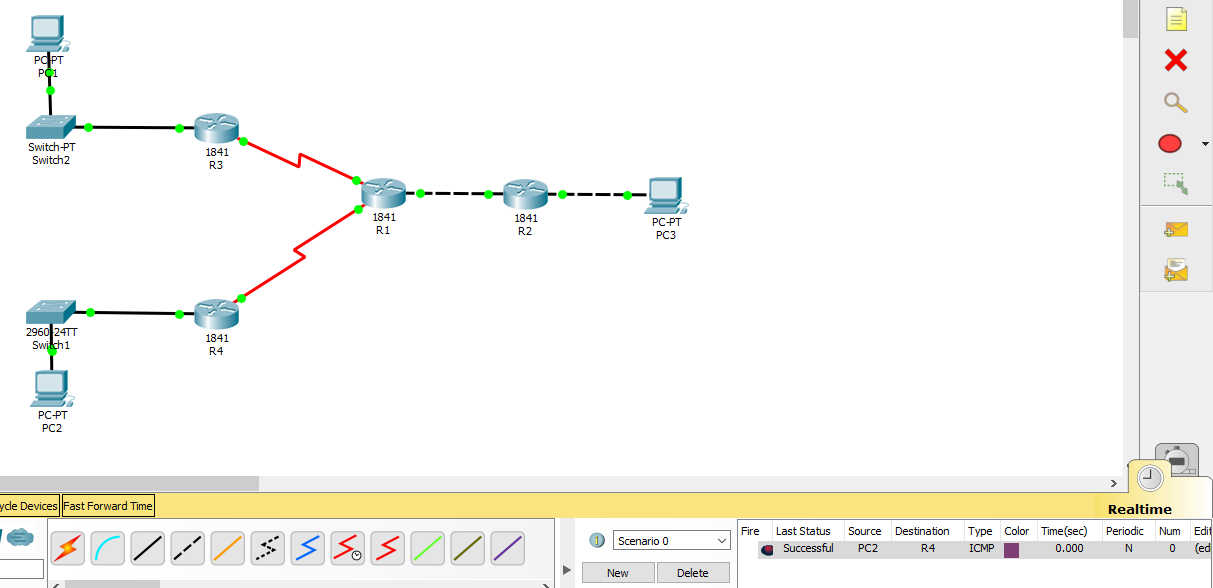 PC-PT
PC1
Switch-PT
Switch2
1841
R3
1841
R1
1841
R2
PC-PT
PC3
2960-24TT
Switch1
1841
R4
PC-PT
PC2
ycle Devices
Fast Forward Time
Realtime
Scenario 0
New
Delete
Fire Last Status Source Destination Type Color Time(sec) Periodic Num Edit
Successful PC2 R4 ICMP 0.000 N 0 (ed